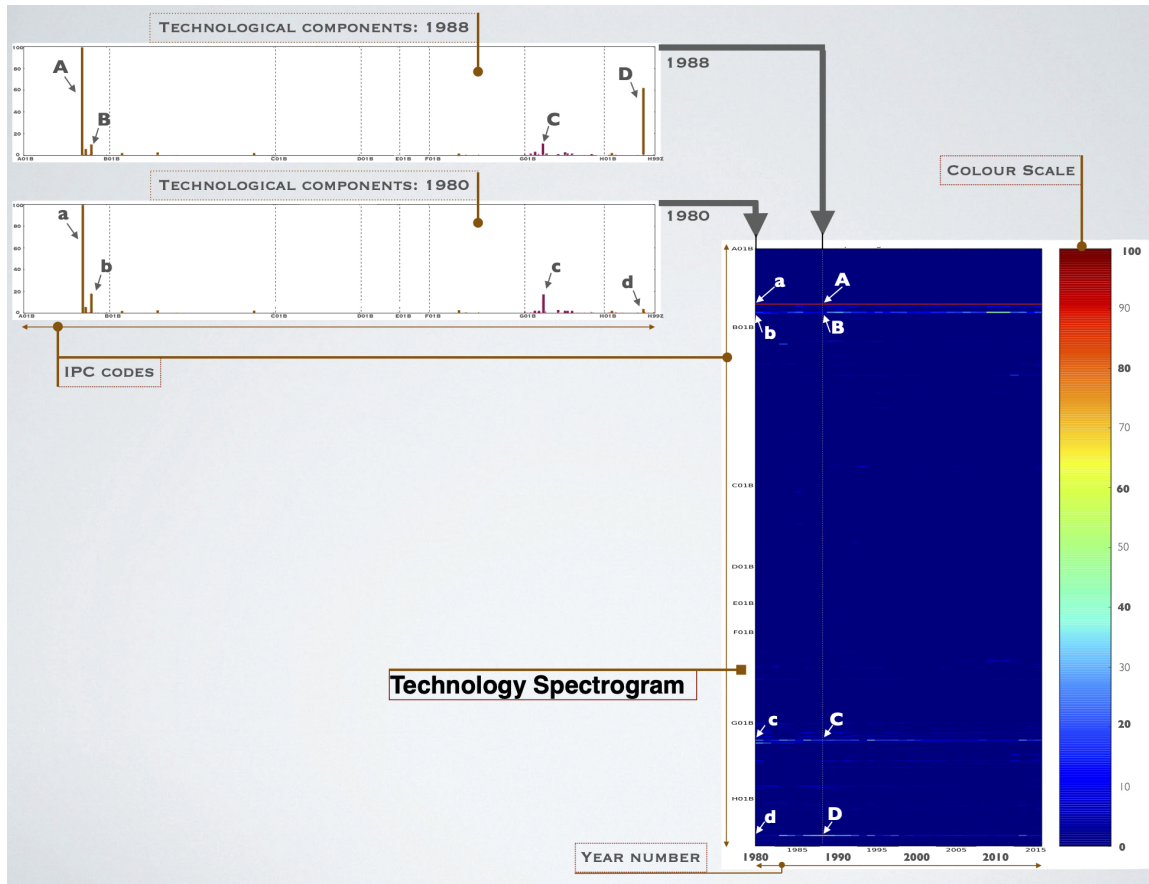 Technological components: 1988
100
80
60
40
20
0
A
B
C
D
A01B
C01B
D01B
E01B
F01B
G01B
H01B
H99Z
1988
Technological components: 1980
100
80
60
40
20
0
a
b
c
d
A01B
C01B
D01B
E01B
F01B
G01B
H01B
H99Z
1980
IPC codes
Colour Scale
A01B
B01B
C01B
D01B
E01B
F01B
G01B
H01B
a
A
b
B
c
C
d
D
100
90
80
70
60
50
40
30
20
10
0
Technology Spectrogram
1980
1985
1990
1995
2000
2005
2010
2015
Year number